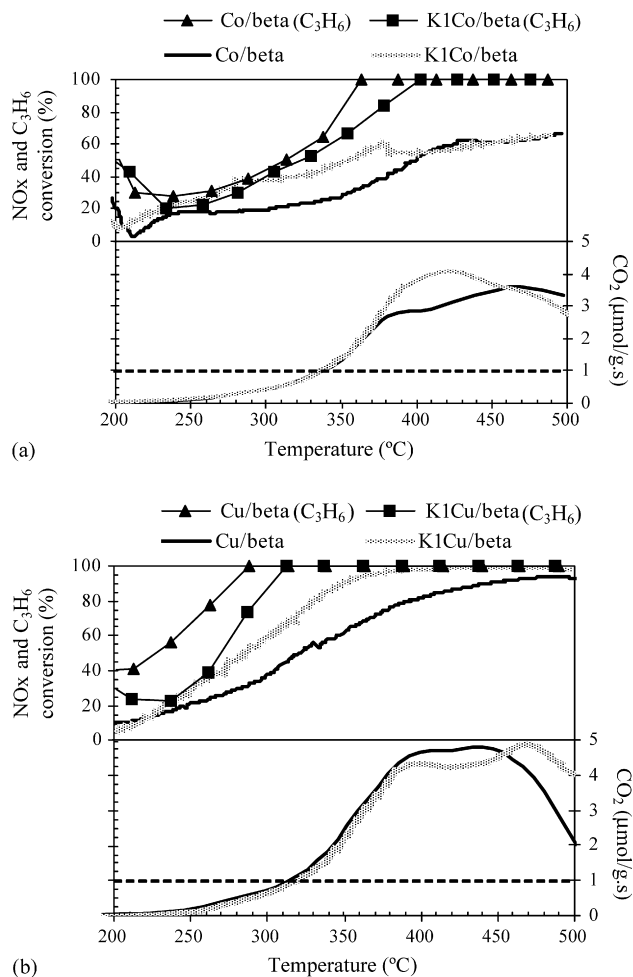 Co/beta (C₃H₆) K1Co/beta (C₃H₆)
Co/beta K1Co/beta
NOx and C₃H₆
conversion (%)
100
80
60
40
20
0
5
4
3
2
1
0
CO₂ (μmol/g.s)
200 250 300 350 400 450 500
Temperature (ºC)
(a)
Cu/beta (C₃H₆) K1Cu/beta (C₃H₆)
Cu/beta K1Cu/beta
NOx and C₃H₆
conversion (%)
100
80
60
40
20
0
5
4
3
2
1
0
CO₂ (μmol/g.s)
200 250 300 350 400 450 500
Temperature (ºC)
(b)